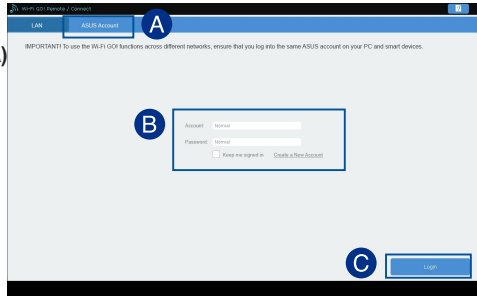 Wi-Fi GO! Remote / Connect
?
LAN ASUS Account A
)
IMPORTANT! To use the Wi-Fi GO! functions across different networks, ensure that you log into the same ASUS account on your PC and smart devices.
B
Account: Normal
Password: Normal
Keep me signed in Create a New Account
C
Login